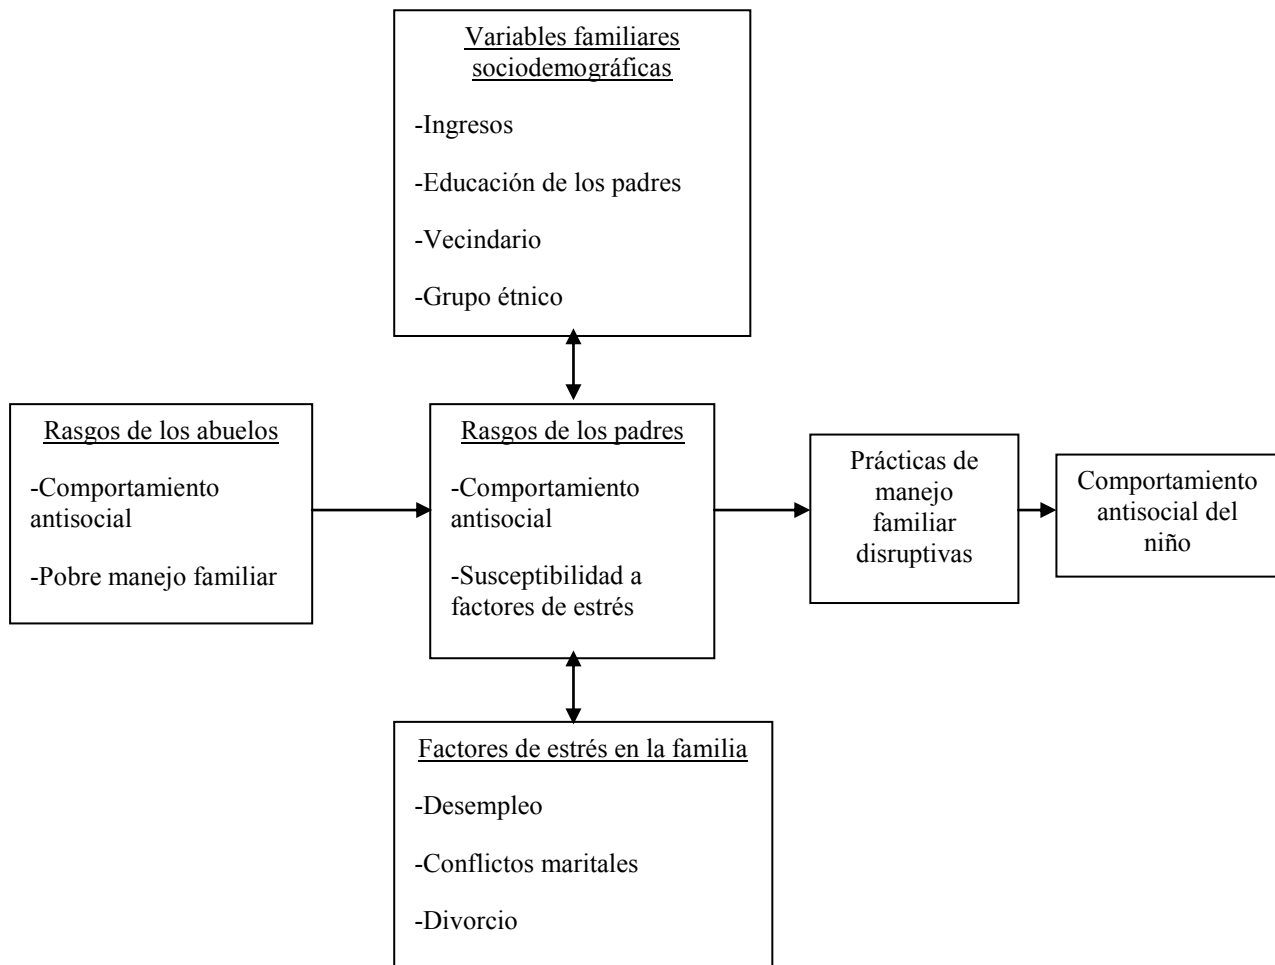 Variables familiares
sociodemográficas
-Ingresos
-Educación de los padres
-Vecindario
-Grupo étnico
Rasgos de los abuelos
-Comportamiento
antisocial
-Pobre manejo familiar
Rasgos de los padres
-Comportamiento
antisocial
-Susceptibilidad a
factores de estrés
Prácticas de
manejo
familiar
disruptivas
Comportamiento
antisocial del
niño
Factores de estrés en la familia
-Desempleo
-Conflictos maritales
-Divorcio